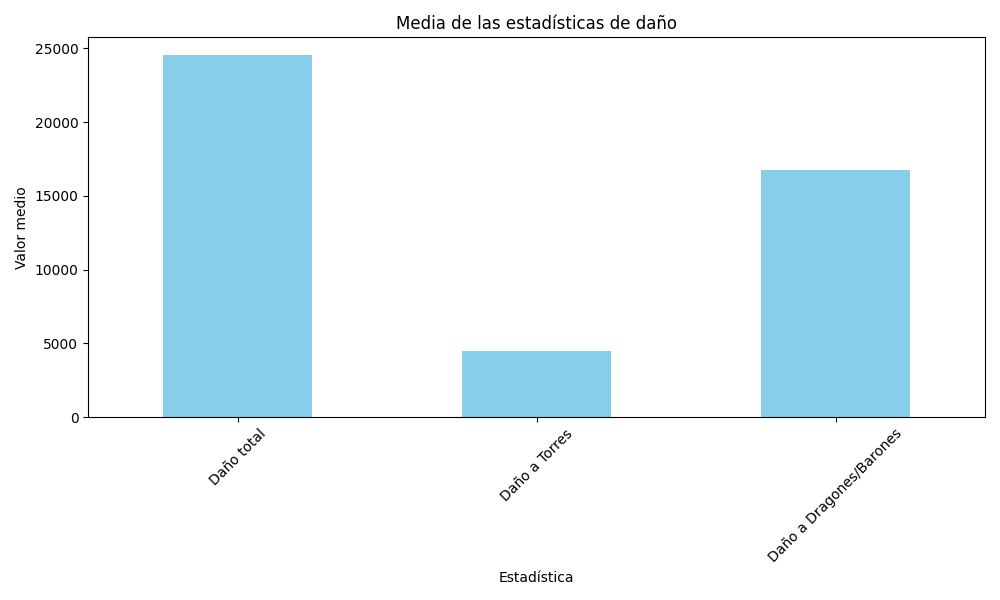 Media de las estadísticas de daño
25000
20000
15000
10000
5000
0
Valor medio
Daño total
Daño a Torres
Daño a Dragones/Barones
Estadística